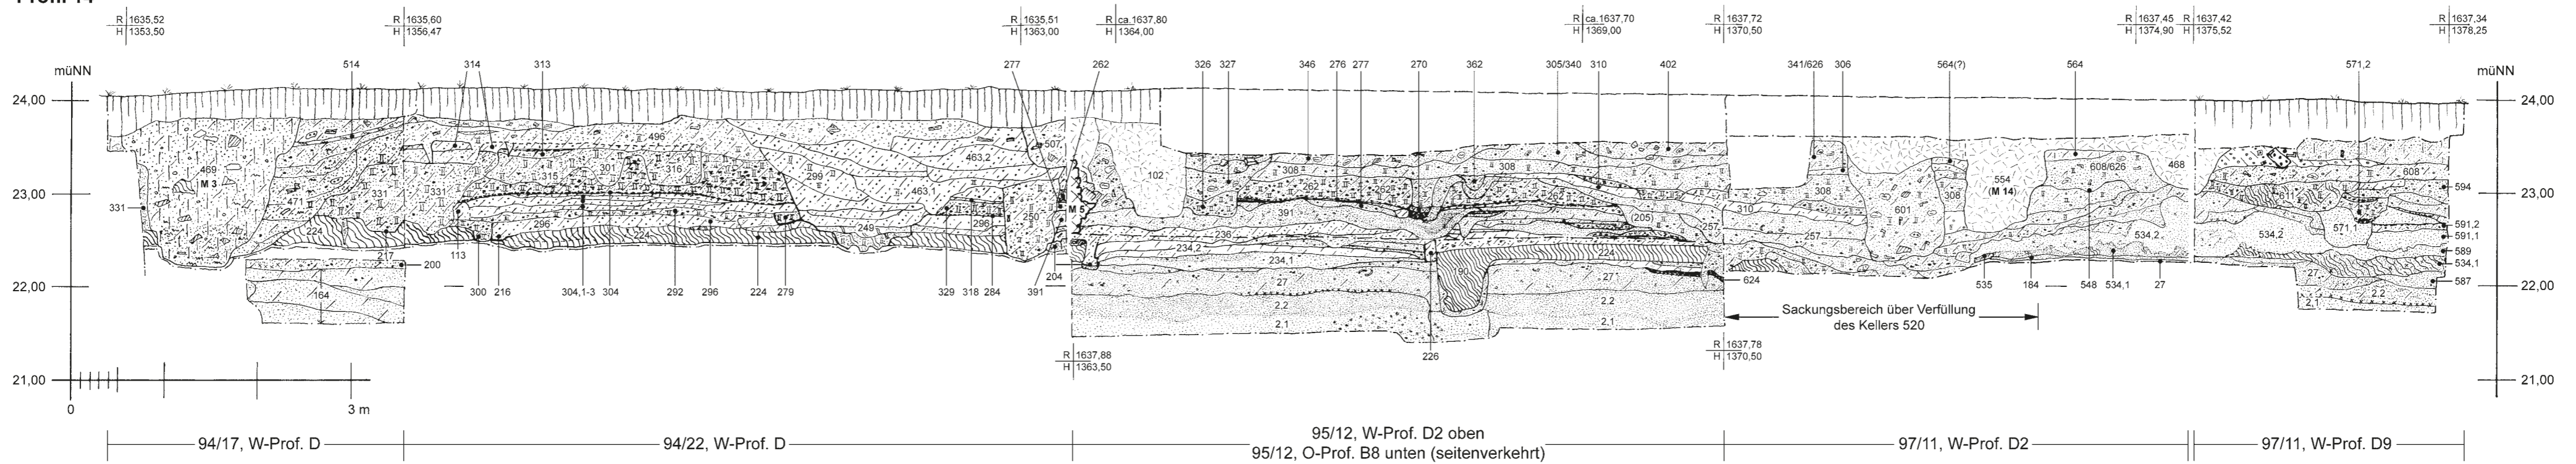 R 1635,52
H 1353,50
R 1635,60
H 1356,47
R 1635,51
H 1363,00
R ca.1637,80
H 1364,00
R ca.1637,70
H 1369,00
R 1637,72
H 1370,50
R 1637,45
H 1374,90
R 1637,42
H 1375,52
R 1637,34
H 1378,25
müNN 514 314 313 277 262 326 327 346 276 277 270 362 305/340 310 402 341/626 306 564(?) 564 571,2 müNN
24,00 24,00
496 507 463,2
469 M 3 331 331 315 301 316 299 463,1 102 308 262 262 308 262 308 601 308 554 (M 14) 608/626 468 608 594
23,00 23,00
331 471 224 296 224 249 296 250 M 5 391 236 234,2 234,1 (205) 257 310 257 534,2 534,2 611 571,1 591,2
591,1
217 113 200 204 27 190 224 27 624 27 589
534,1
164 300 216 304,1-3 304 292 296 224 279 329 318 284 391 535 184 548 534,1 27 587
22,00 22,00
2,2 2,2 2,2
2,1 2,1 2,1
Sackungsbereich über Verfüllung
des Kellers 520
226
R 1637,88
H 1363,50
R 1637,78
H 1370,50
21,00 21,00
0 3 m
94/17, W-Prof. D 94/22, W-Prof. D 95/12, W-Prof. D2 oben 97/11, W-Prof. D2 97/11, W-Prof. D9
95/12, O-Prof. B8 unten (seitenverkehrt)